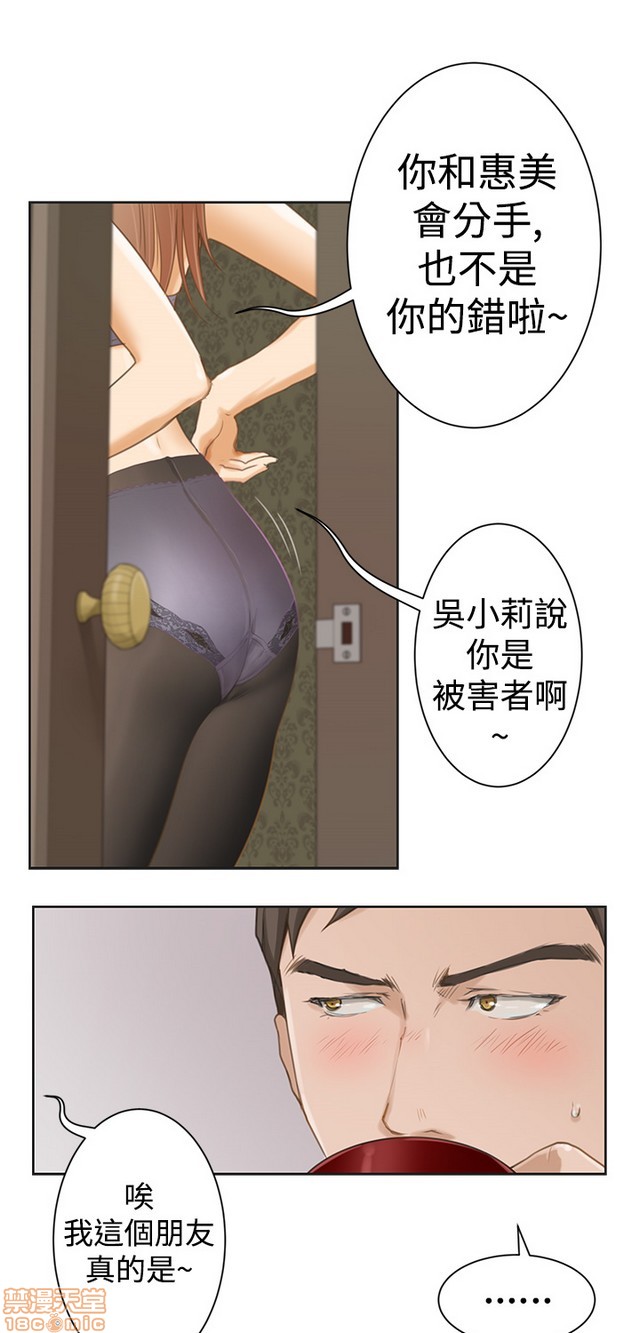 你和惠美
會分手,
也不是
你的錯啦~
吳小莉說
你是
被害者啊
~
唉
我這個朋友
真的是~
……
禁漫天堂
18comic